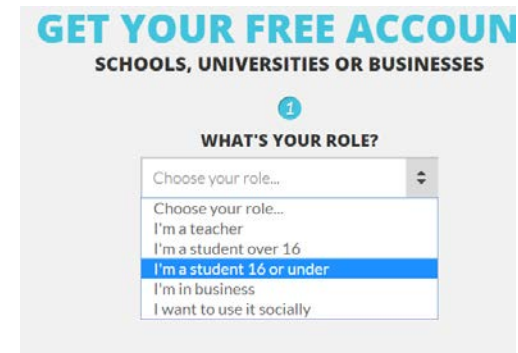 GET YOUR FREE ACCOUN
SCHOOLS, UNIVERSITIES OR BUSINESSES
1
WHAT'S YOUR ROLE?
Choose your role...
Choose your role...
I'm a teacher
I'm a student over 16
I'm a student 16 or under
I'm in business
I want to use it socially